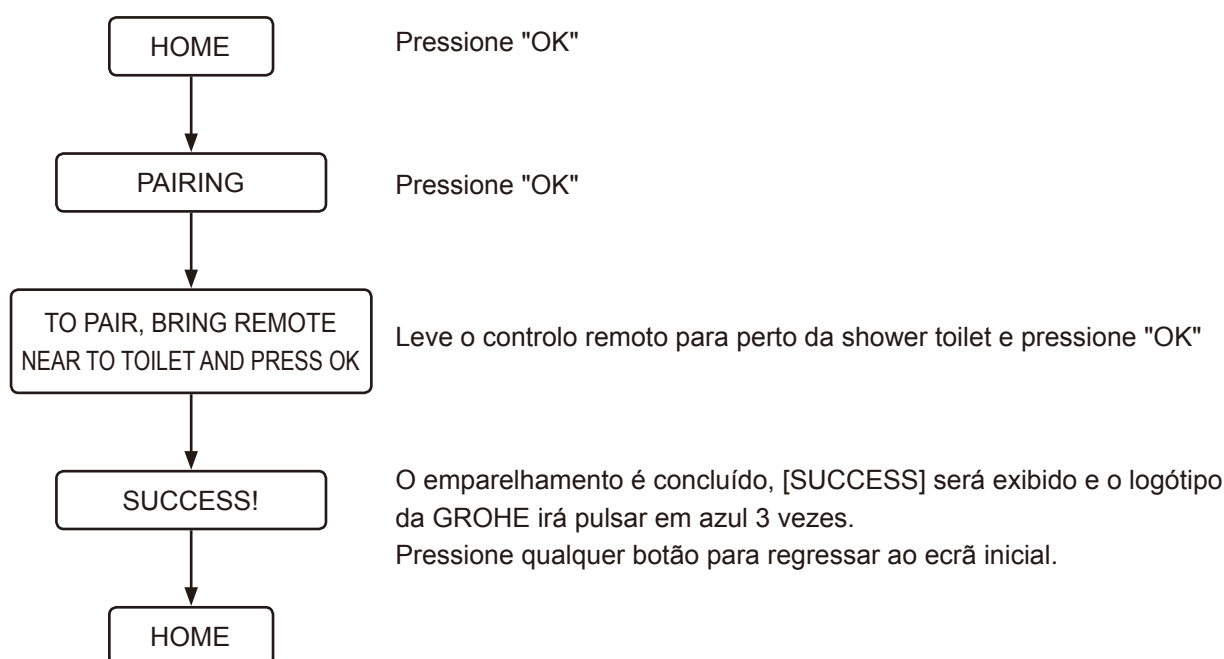 HOME
Pressione "OK"
PAIRING
Pressione "OK"
TO PAIR, BRING REMOTE
NEAR TO TOILET AND PRESS OK
Leve o controlo remoto para perto da shower toilet e pressione "OK"
SUCCESS!
O emparelhamento é concluído, [SUCCESS] será exibido e o logótipo
da GROHE irá pulsar em azul 3 vezes.
Pressione qualquer botão para regressar ao ecrã inicial.
HOME